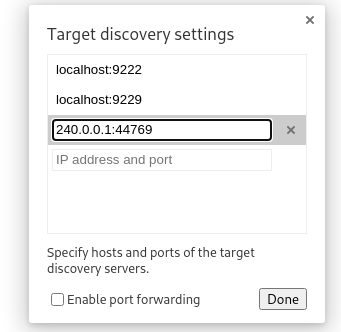 Target discovery settings
localhost:9222
localhost:9229
240.0.0.1:44769
IP address and port
Specify hosts and ports of the target
discovery servers.
Enable port forwarding
Done